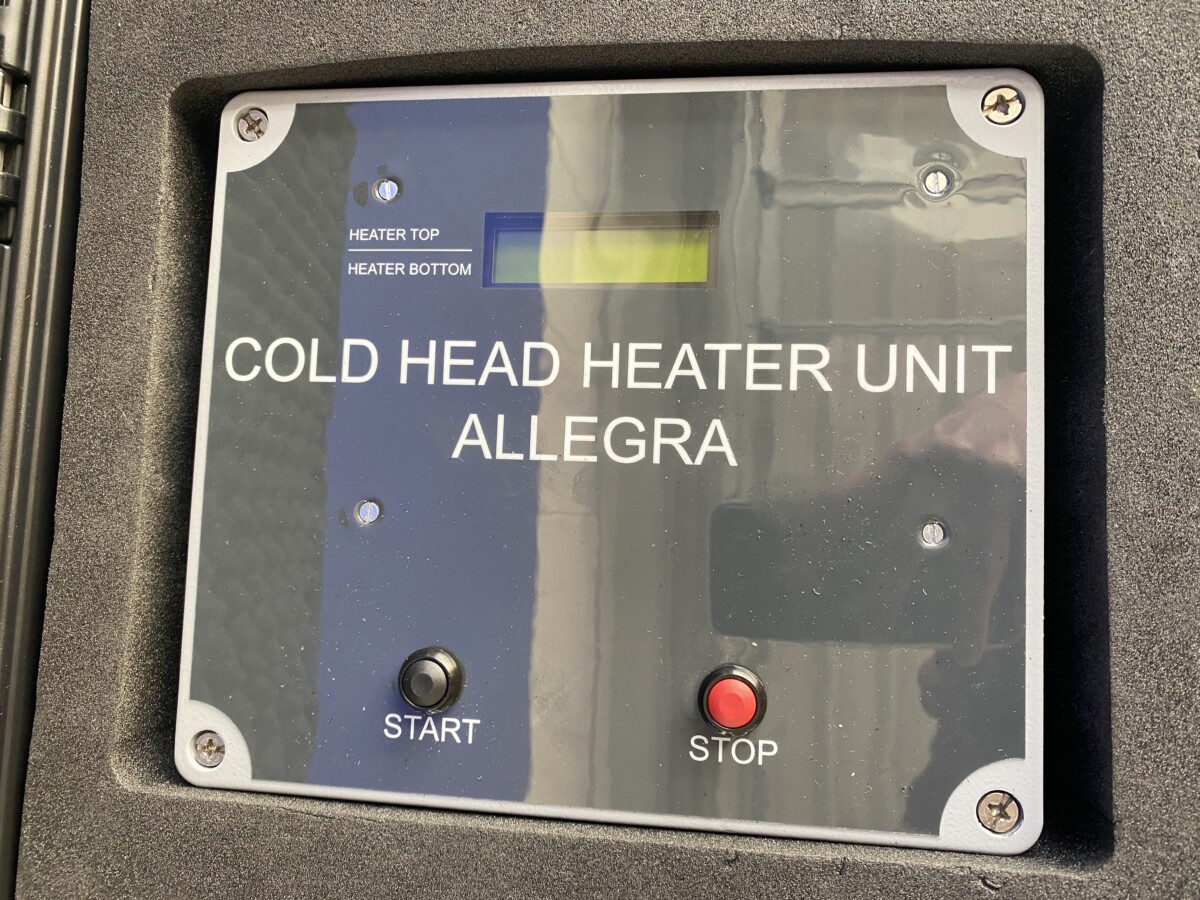 HEATER TOP
HEATER BOTTOM
COLD HEAD HEATER UNIT
ALLEGRA
START
STOP